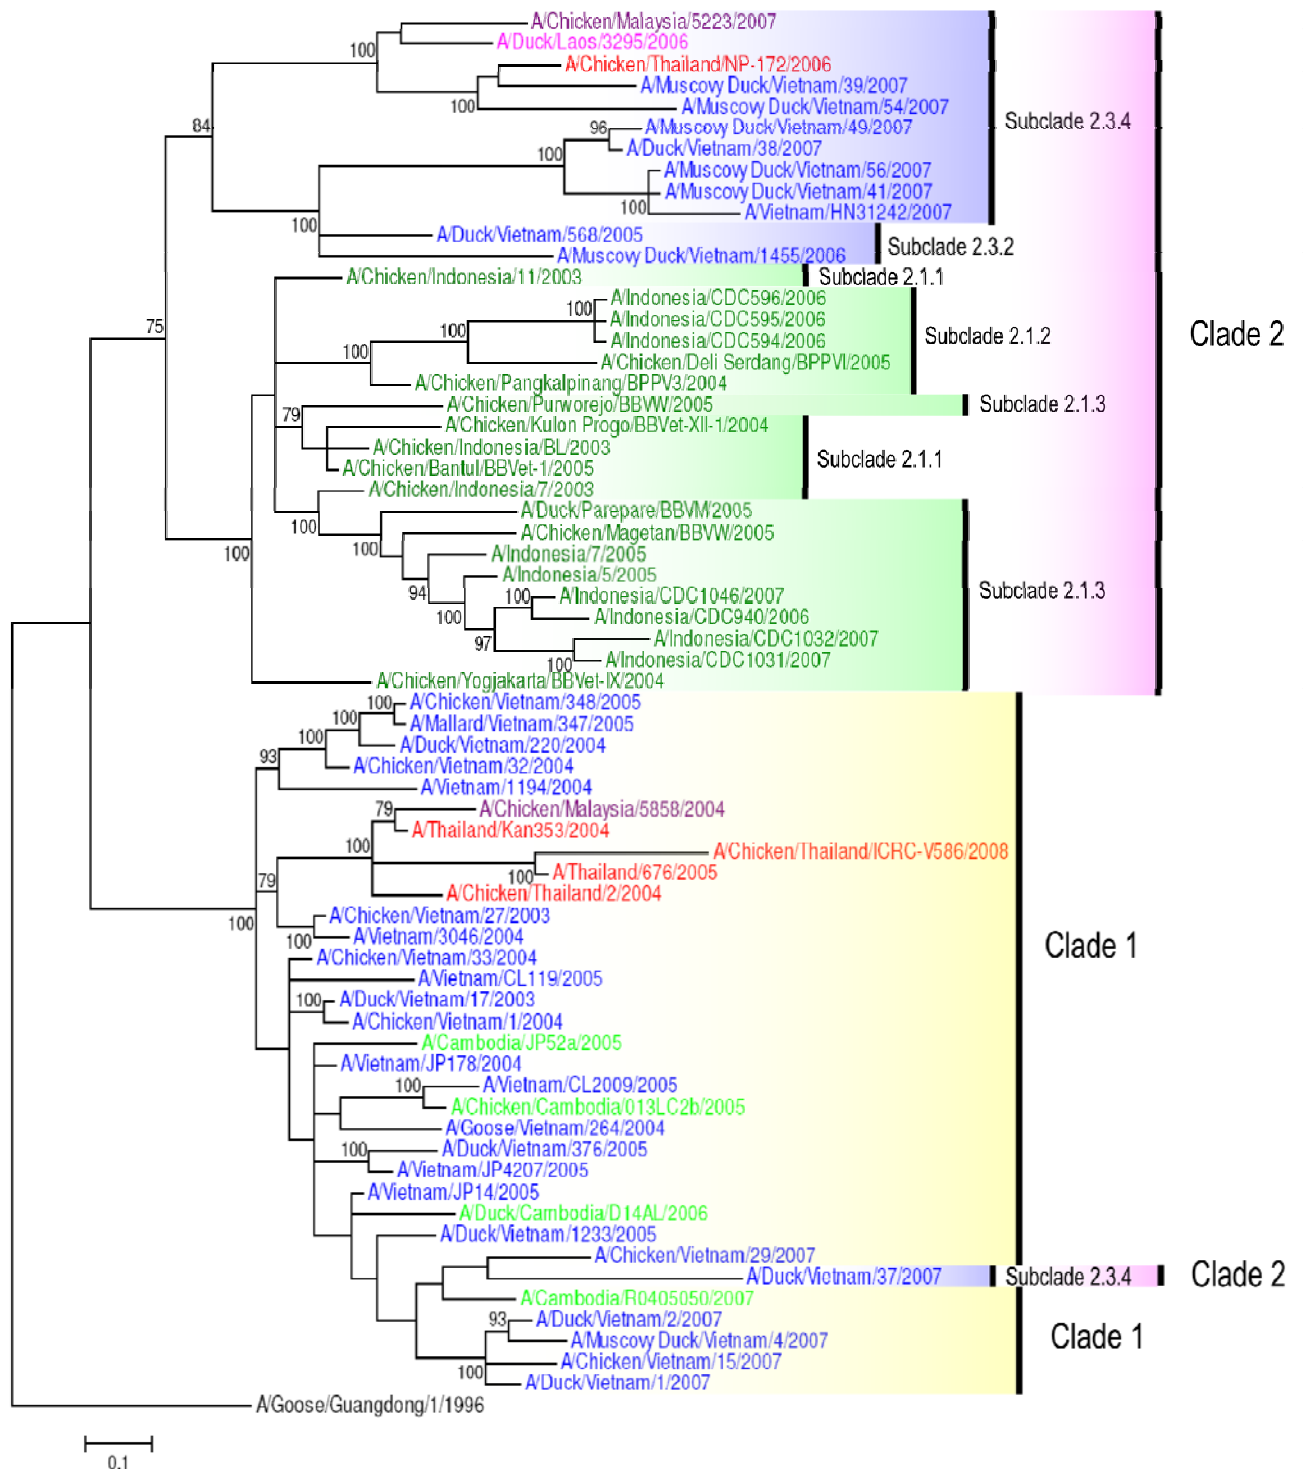 A/Chicken/Malaysia/5223/2007
100
A/Duck/Laos/3295/2006
A/Chicken/Thailand/NP-172/2006
A/Muscovy Duck/Vietnam/39/2007
100
A/Muscovy Duck/Vietnam/54/2007
Subclade 2.3.4
84
96
A/Muscovy Duck/Vietnam/49/2007
A/Duck/Vietnam/38/2007
100
A/Muscovy Duck/Vietnam/56/2007
A/Muscovy Duck/Vietnam/41/2007
100
A/Vietnam/HN31242/2007
100
A/Duck/Vietnam/568/2005
Subclade 2.3.2
A/Muscovy Duck/Vietnam/1455/2006
A/Chicken/Indonesia/11/2003
Subclade 2.1.1
A/Indonesia/CDC596/2006
100
A/Indonesia/CDC595/2006
75
100
A/Indonesia/CDC594/2006
Subclade 2.1.2
Clade 2
100
A/Chicken/Deli Serdang/BPPVI/2005
A/Chicken/Pangkalpinang/BPPV3/2004
A/Chicken/Purworejo/BBVW/2005
Subclade 2.1.3
79
A/Chicken/Kulon Progo/BBVet-XII-1/2004
A/Chicken/Indonesia/BL/2003
Subclade 2.1.1
A/Chicken/Bantul/BBVet-1/2005
A/Chicken/Indonesia/7/2003
100
A/Duck/Parepare/BBVM/2005
A/Chicken/Magetan/BBVW/2005
100
100
A/Indonesia/7/2005
A/Indonesia/5/2005
94
Subclade 2.1.3
100
A/Indonesia/CDC1046/2007
100
A/Indonesia/CDC940/2006
97
A/Indonesia/CDC1032/2007
100
A/Indonesia/CDC1031/2007
A/Chicken/Yogjakarta/BBVet-IX/2004
100
A/Chicken/Vietnam/348/2005
100
A/Mallard/Vietnam/347/2005
100
A/Duck/Vietnam/220/2004
93
A/Chicken/Vietnam/32/2004
A/Vietnam/1194/2004
79
A/Chicken/Malaysia/5858/2004
A/Thailand/Kan353/2004
100
A/Chicken/Thailand/ICRC-V586/2008
100
A/Thailand/676/2005
79
A/Chicken/Thailand/2/2004
100
A/Chicken/Vietnam/27/2003
100
A/Vietnam/3046/2004
Clade 1
A/Chicken/Vietnam/33/2004
A/Vietnam/CL119/2005
100
A/Duck/Vietnam/17/2003
A/Chicken/Vietnam/1/2004
A/Cambodia/JP52a/2005
A/Vietnam/JP178/2004
100
A/Vietnam/CL2009/2005
A/Chicken/Cambodia/013LC2b/2005
A/Goose/Vietnam/264/2004
100
A/Duck/Vietnam/376/2005
A/Vietnam/JP4207/2005
A/Vietnam/JP14/2005
A/Duck/Cambodia/D14AL/2006
A/Duck/Vietnam/1233/2005
A/Chicken/Vietnam/29/2007
A/Duck/Vietnam/37/2007
Subclade 2.3.4
Clade 2
A/Cambodia/R0405050/2007
93
A/Duck/Vietnam/2/2007
A/Muscovy Duck/Vietnam/4/2007
Clade 1
A/Chicken/Vietnam/15/2007
100
A/Duck/Vietnam/1/2007
A/Goose/Guangdong/1/1996
0.1